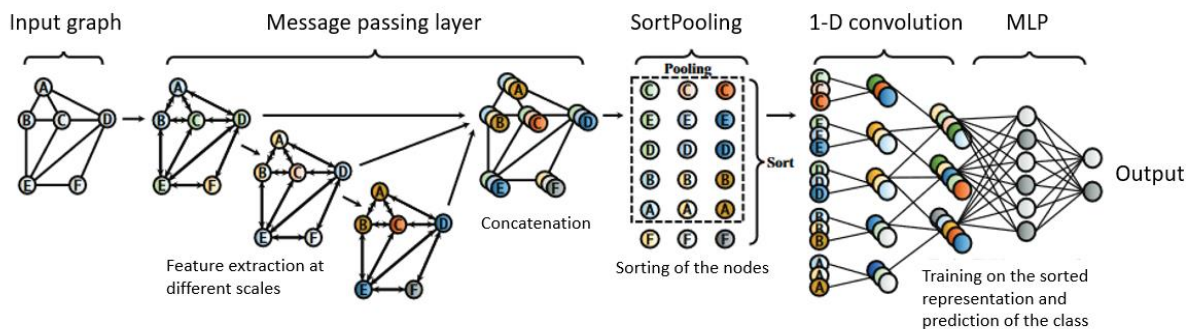 Input graph
Message passing layer
SortPooling
1-D convolution
MLP
Pooling
A
B C D
E F
A
B C D
E F
A
B C D
E F
A
B C D
E F
A
B C D
E F
C C C
E E E
D D D
B B B
A A A
F F F
Sort
C
C
C
E
E
E
D
D
D
B
B
B
A
A
A
Output
Concatenation
Feature extraction at
different scales
Sorting of the nodes
Training on the sorted
representation and
prediction of the class